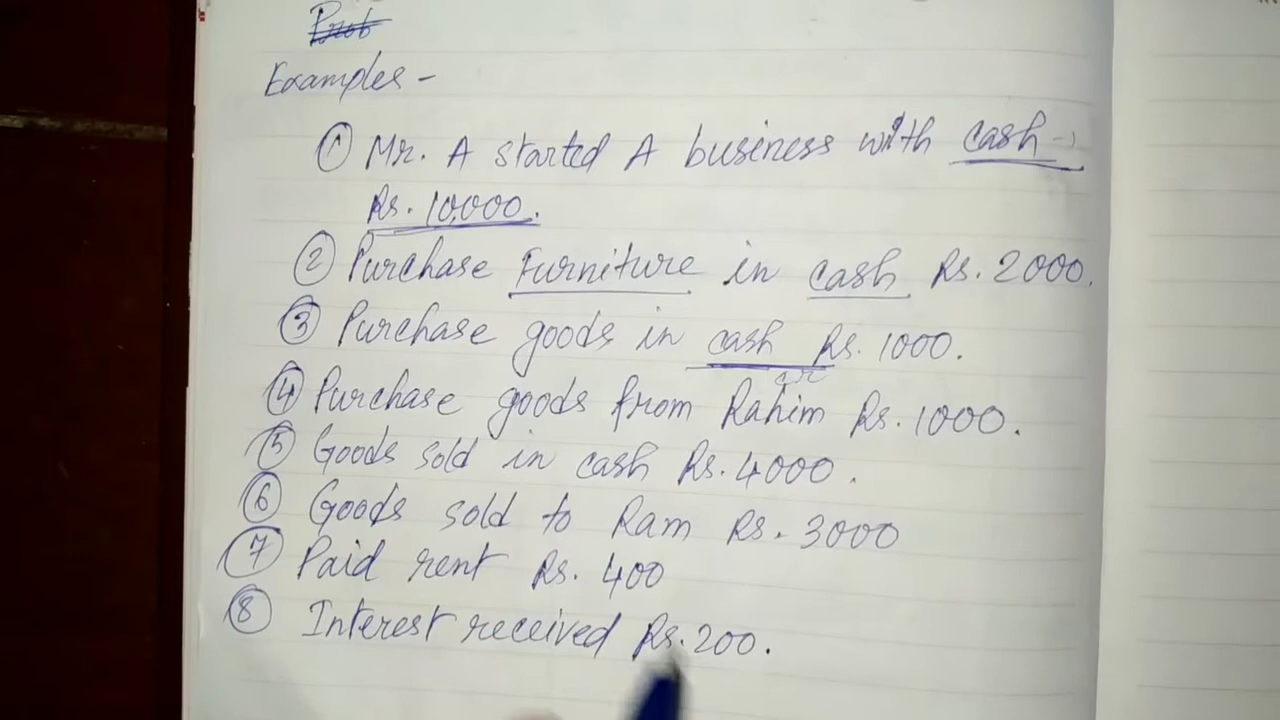 Prob
Examples -
① Mr. A started A business with cash -
Rs. 10,000.
② Purchase Furniture in cash Rs. 2000.
③ Purchase goods in cash Rs. 1000.
④ Purchase goods from Rahim Rs. 1000.
⑤ Goods sold in cash Rs. 4000.
⑥ Goods sold to Ram Rs. 3000
⑦ Paid rent Rs. 400
⑧ Interest received Rs. 200.